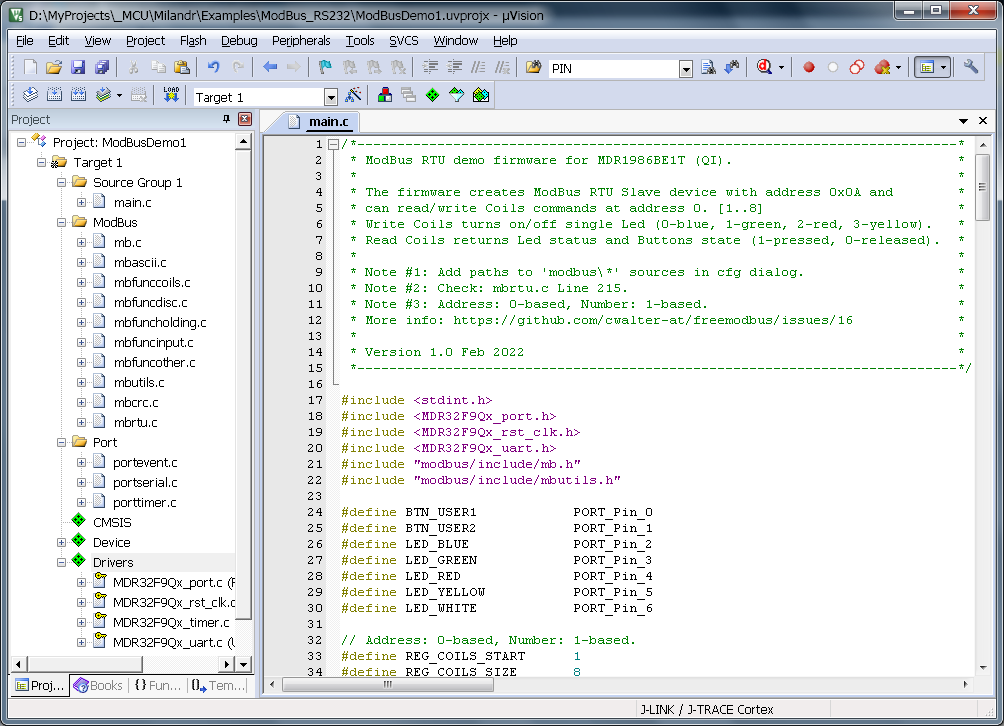 D:\MyProjects\_MCU\Milandr\Examples\ModBus_RS232\ModBusDemo1.uvprojx - µVision
File Edit View Project Flash Debug Peripherals Tools SVCS Window Help
PIN
LOAD
Target 1
Project
main.c
Project: ModBusDemo1
Target 1
Source Group 1
main.c
ModBus
mb.c
mbascii.c
mbfunccoils.c
mbfuncdisc.c
mbfuncholding.c
mbfuncinput.c
mbfuncother.c
mbutils.c
mbcrc.c
mbrtu.c
Port
portevent.c
portserial.c
porttimer.c
CMSIS
Device
Drivers
MDR32F9Qx_port.c (F
MDR32F9Qx_rst_clk.c
MDR32F9Qx_timer.c
MDR32F9Qx_uart.c (U
Proj... Books {} Fun... Tem...
1 /*---------------------------------------------------------------------------*
2 * ModBus RTU demo firmware for MDR1986BE1T (QI). *
3 * *
4 * The firmware creates ModBus RTU Slave device with address 0x0A and *
5 * can read/write Coils commands at address 0. [1..8] *
6 * Write Coils turns on/off single Led (0-blue, 1-green, 2-red, 3-yellow). *
7 * Read Coils returns Led status and Buttons state (1-pressed, 0-released). *
8 * *
9 * Note #1: Add paths to 'modbus\*' sources in cfg dialog. *
10 * Note #2: Check: mbrtu.c Line 215. *
11 * Note #3: Address: 0-based, Number: 1-based. *
12 * More info: https://github.com/cwalter-at/freemodbus/issues/16 *
13 * *
14 * Version 1.0 Feb 2022 *
15 *---------------------------------------------------------------------------*/
16
17 #include <stdint.h>
18 #include <MDR32F9Qx_port.h>
19 #include <MDR32F9Qx_rst_clk.h>
20 #include <MDR32F9Qx_uart.h>
21 #include "modbus/include/mb.h"
22 #include "modbus/include/mbutils.h"
23
24 #define BTN_USER1 PORT_Pin_0
25 #define BTN_USER2 PORT_Pin_1
26 #define LED_BLUE PORT_Pin_2
27 #define LED_GREEN PORT_Pin_3
28 #define LED_RED PORT_Pin_4
29 #define LED_YELLOW PORT_Pin_5
30 #define LED_WHITE PORT_Pin_6
31
32 // Address: 0-based, Number: 1-based.
33 #define REG_COILS_START 1
34 #define REG_COILS_SIZE 8
J-LINK / J-TRACE Cortex